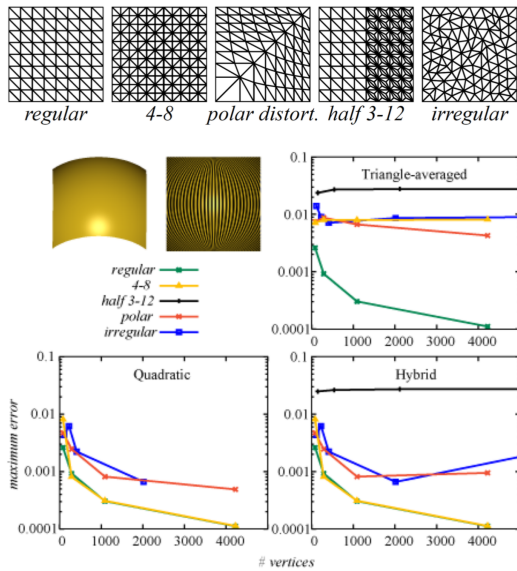 regular 4-8 polar distort. half 3-12 irregular
0.1
Triangle-averaged
0.01
0.001
0.0001
0 1000 2000 3000 4000
regular
4-8
half 3-12
polar
irregular
0.1
Quadratic
0.01
0.001
0.0001
0 1000 2000 3000 4000
maximum error
0.1
Hybrid
0.01
0.001
0.0001
0 1000 2000 3000 4000
# vertices